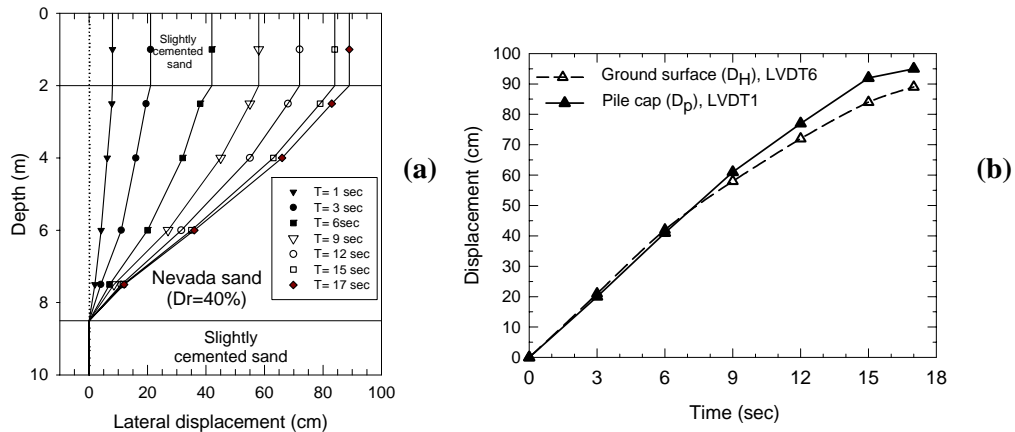 0
2
4
6
8
10
Depth (m)
Slightly
cemented
sand
T= 1 sec
T= 3 sec
T= 6sec
T= 9 sec
T= 12 sec
T= 15 sec
T= 17 sec
Nevada sand
(Dr=40%)
Slightly
cemented sand
0 20 40 60 80 100
Lateral displacement (cm)
(a)
100
90
80
70
60
50
40
30
20
10
0
Displacement (cm)
Ground surface (DH), LVDT6
Pile cap (Dp), LVDT1
0 3 6 9 12 15 18
Time (sec)
(b)